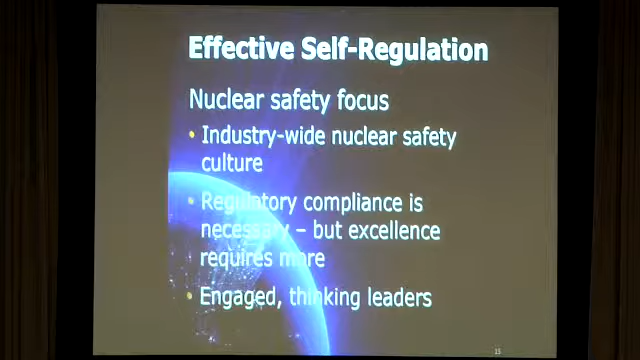 Effective Self-Regulation
Nuclear safety focus
• Industry-wide nuclear safety
culture
• Regulatory compliance is
necessary – but excellence
requires more
• Engaged, thinking leaders
15